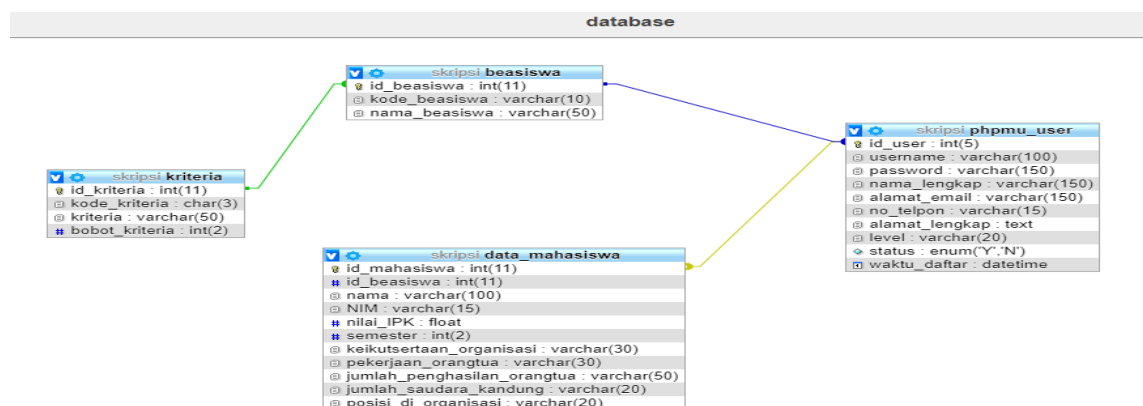 database
skripsi beasiswa
id_beasiswa : int(11)
kode_beasiswa : varchar(10)
nama_beasiswa : varchar(50)
skripsi phpmu_user
id_user : int(5)
username : varchar(100)
password : varchar(150)
nama_lengkap : varchar(150)
alamat_email : varchar(150)
no_telpon : varchar(15)
alamat_lengkap : text
level : varchar(20)
status : enum('Y','N')
waktu_daftar : datetime
skripsi kriteria
id_kriteria : int(11)
kode_kriteria : char(3)
kriteria : varchar(50)
# bobot_kriteria : int(2)
skripsi data_mahasiswa
id_mahasiswa : int(11)
# id_beasiswa : int(11)
nama : varchar(100)
NIM : varchar(15)
# nilai_IPK : float
# semester : int(2)
keikutsertaan_organisasi : varchar(30)
pekerjaan_orangtua : varchar(30)
jumlah_penghasilan_orangtua : varchar(50)
jumlah_saudara_kandung : varchar(20)
posisi_di_organisasi : varchar(20)